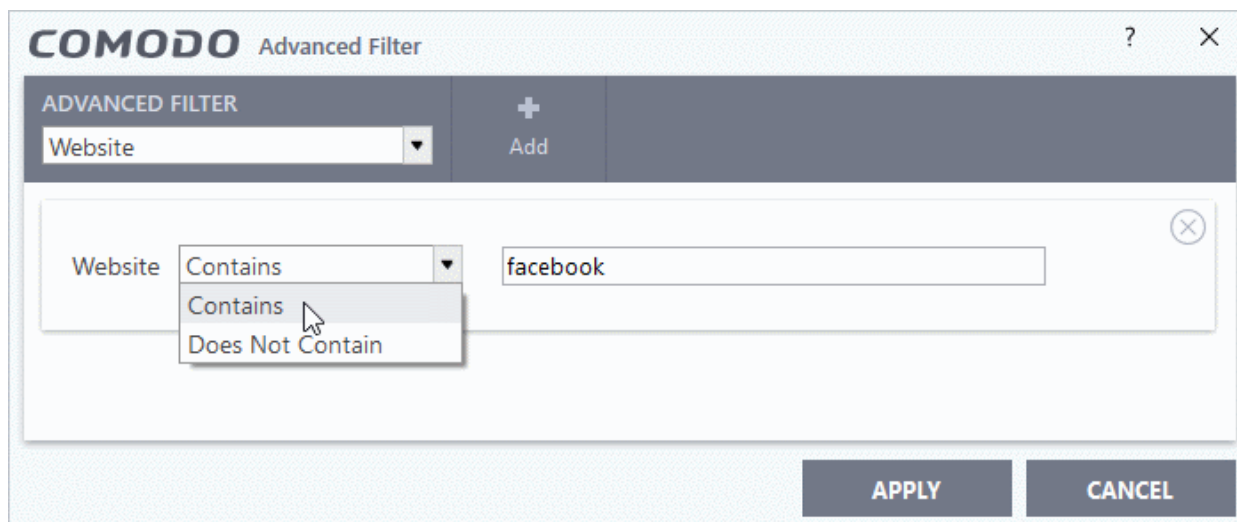 COMODO Advanced Filter ?
ADVANCED FILTER
Website
Add
Website Contains facebook
Contains
Does Not Contain
APPLY CANCEL